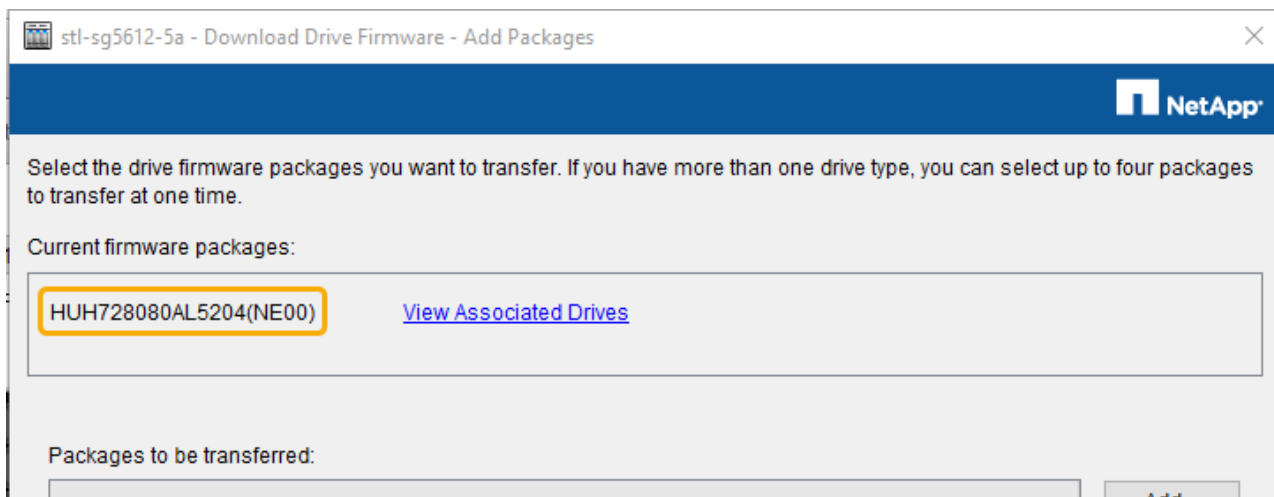 stl-sg5612-5a - Download Drive Firmware - Add Packages
NetApp
Select the drive firmware packages you want to transfer. If you have more than one drive type, you can select up to four packages
to transfer at one time.
Current firmware packages:
HUH728080AL5204(NE00) View Associated Drives
Packages to be transferred: